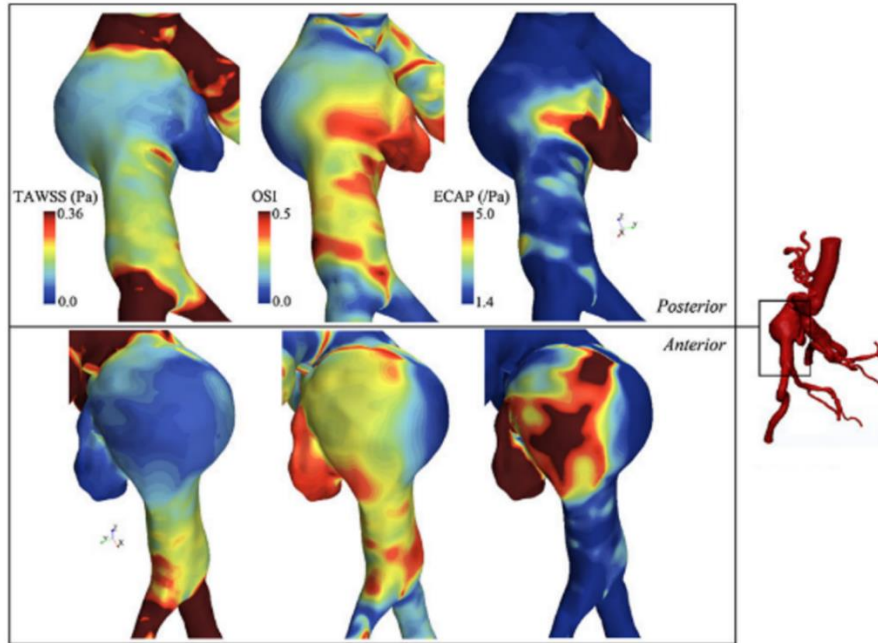 TAWSS (Pa)
0.36
0.0
OSI
0.5
0.0
ECAP (/Pa)
5.0
1.4
Posterior
Anterior